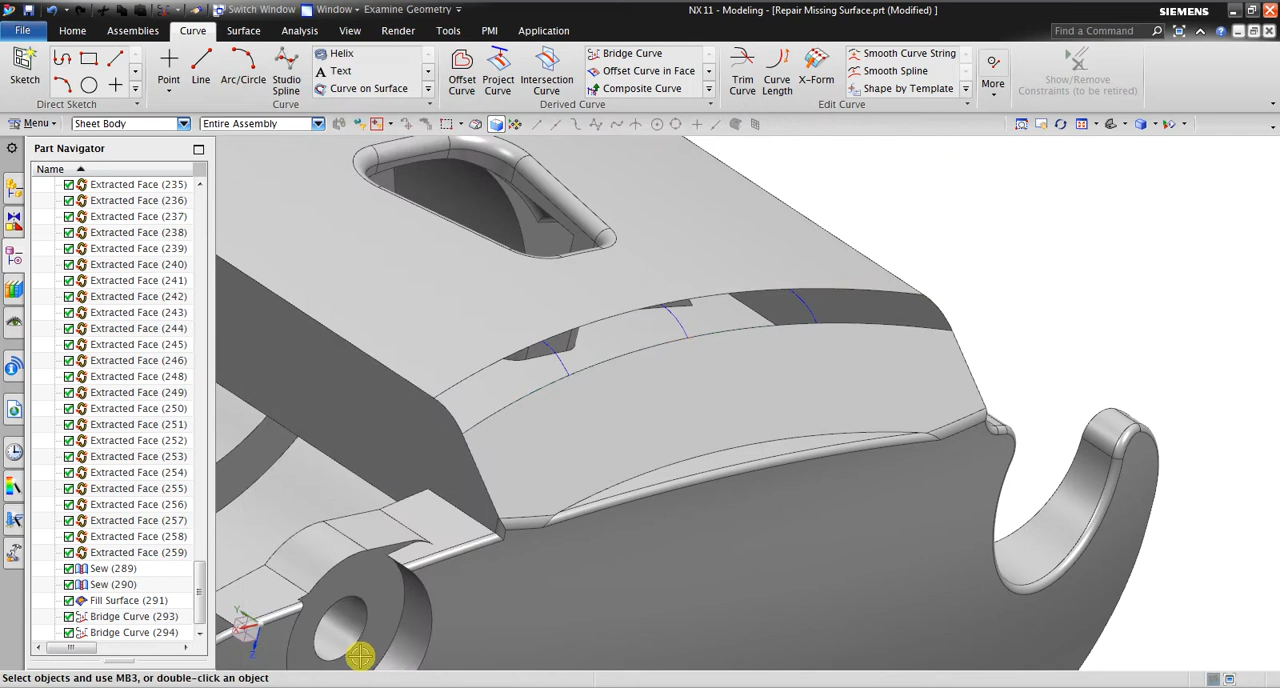 Switch Window Window Examine Geometry NX 11 - Modeling - [Repair Missing Surface.prt (Modified) ] SIEMENS
File Home Assemblies Curve Surface Analysis View Render Tools PMI Application Find a Command
Sketch
Direct Sketch
Point Line Arc/Circle Studio Spline
Helix
Text
Curve on Surface
Curve
Offset Curve Project Curve Intersection Curve
Bridge Curve
Offset Curve in Face
Composite Curve
Derived Curve
Trim Curve Curve Length X-Form
Smooth Curve String
Smooth Spline
Shape by Template
Edit Curve
More
Show/Remove
Constraints (to be retired)
Menu Sheet Body Entire Assembly
Part Navigator
Name
Extracted Face (235)
Extracted Face (236)
Extracted Face (237)
Extracted Face (238)
Extracted Face (239)
Extracted Face (240)
Extracted Face (241)
Extracted Face (242)
Extracted Face (243)
Extracted Face (244)
Extracted Face (245)
Extracted Face (246)
Extracted Face (248)
Extracted Face (249)
Extracted Face (250)
Extracted Face (251)
Extracted Face (252)
Extracted Face (253)
Extracted Face (254)
Extracted Face (255)
Extracted Face (256)
Extracted Face (257)
Extracted Face (258)
Extracted Face (259)
Sew (289)
Sew (290)
Fill Surface (291)
Bridge Curve (293)
Bridge Curve (294)
Y
X
Z
Select objects and use MB3, or double-click an object